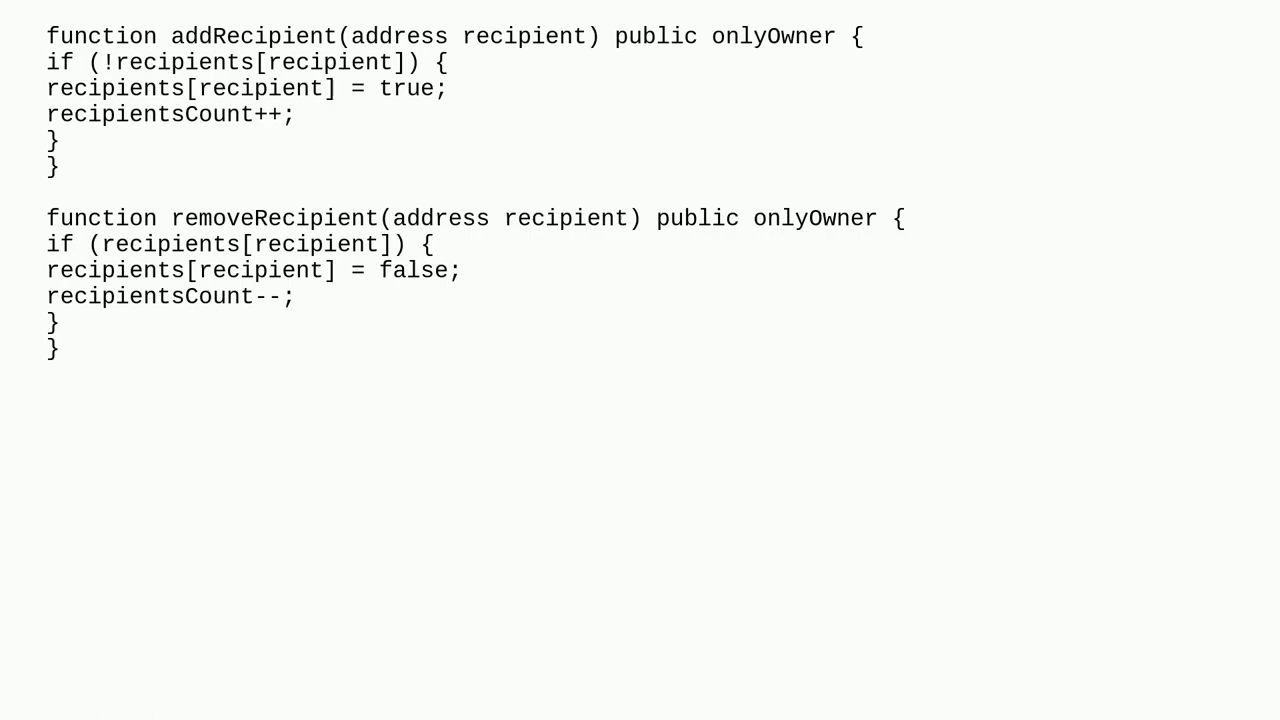 function addRecipient(address recipient) public onlyOwner {
if (!recipients[recipient]) {
recipients[recipient] = true;
recipientsCount++;
}
}

function removeRecipient(address recipient) public onlyOwner {
if (recipients[recipient]) {
recipients[recipient] = false;
recipientsCount--;
}
}